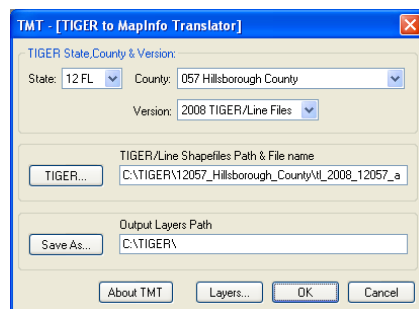 TMT - [TIGER to MapInfo Translator]
TIGER State,County & Version:
State: 12 FL County: 057 Hillsborough County
Version: 2008 TIGER/Line Files
TIGER/Line Shapefiles Path & File name
TIGER... C:\TIGER\12057_Hillsborough_County\tl_2008_12057_a
Output Layers Path
Save As... C:\TIGER\
About TMT Layers... OK Cancel